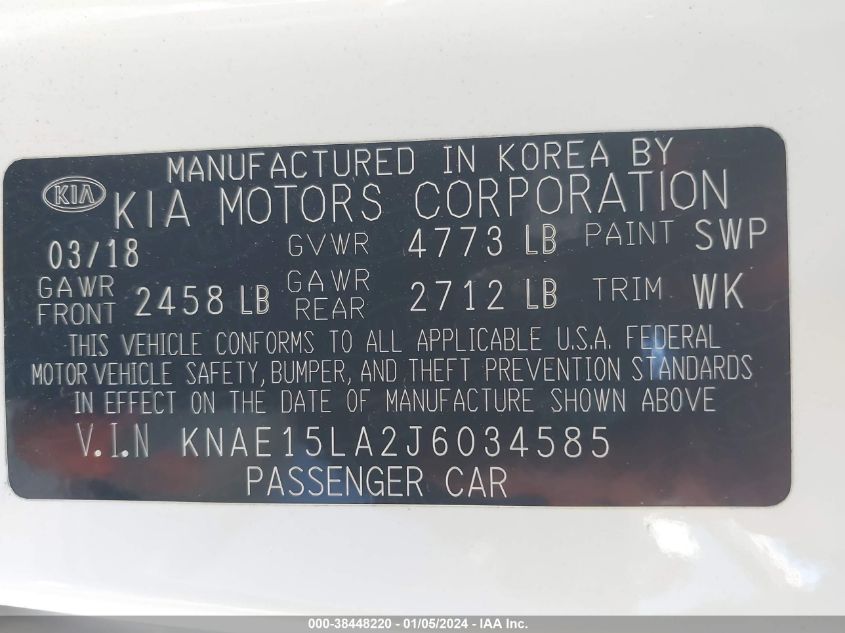 MANUFACTURED IN KOREA BY
KIA KIA MOTORS CORPORATION
03/18 GVWR 4773 LB PAINT SWP
GAWR FRONT 2458 LB GAWR REAR 2712 LB TRIM WK
THIS VEHICLE CONFORMS TO ALL APPLICABLE U.S.A. FEDERAL
MOTOR VEHICLE SAFETY, BUMPER, AND THEFT PREVENTION STANDARDS
IN EFFECT ON THE DATE OF MANUFACTURE SHOWN ABOVE
V.I.N KNAE15LA2J6034585
PASSENGER CAR
000-38448220 - 01/05/2024 - IAA Inc.